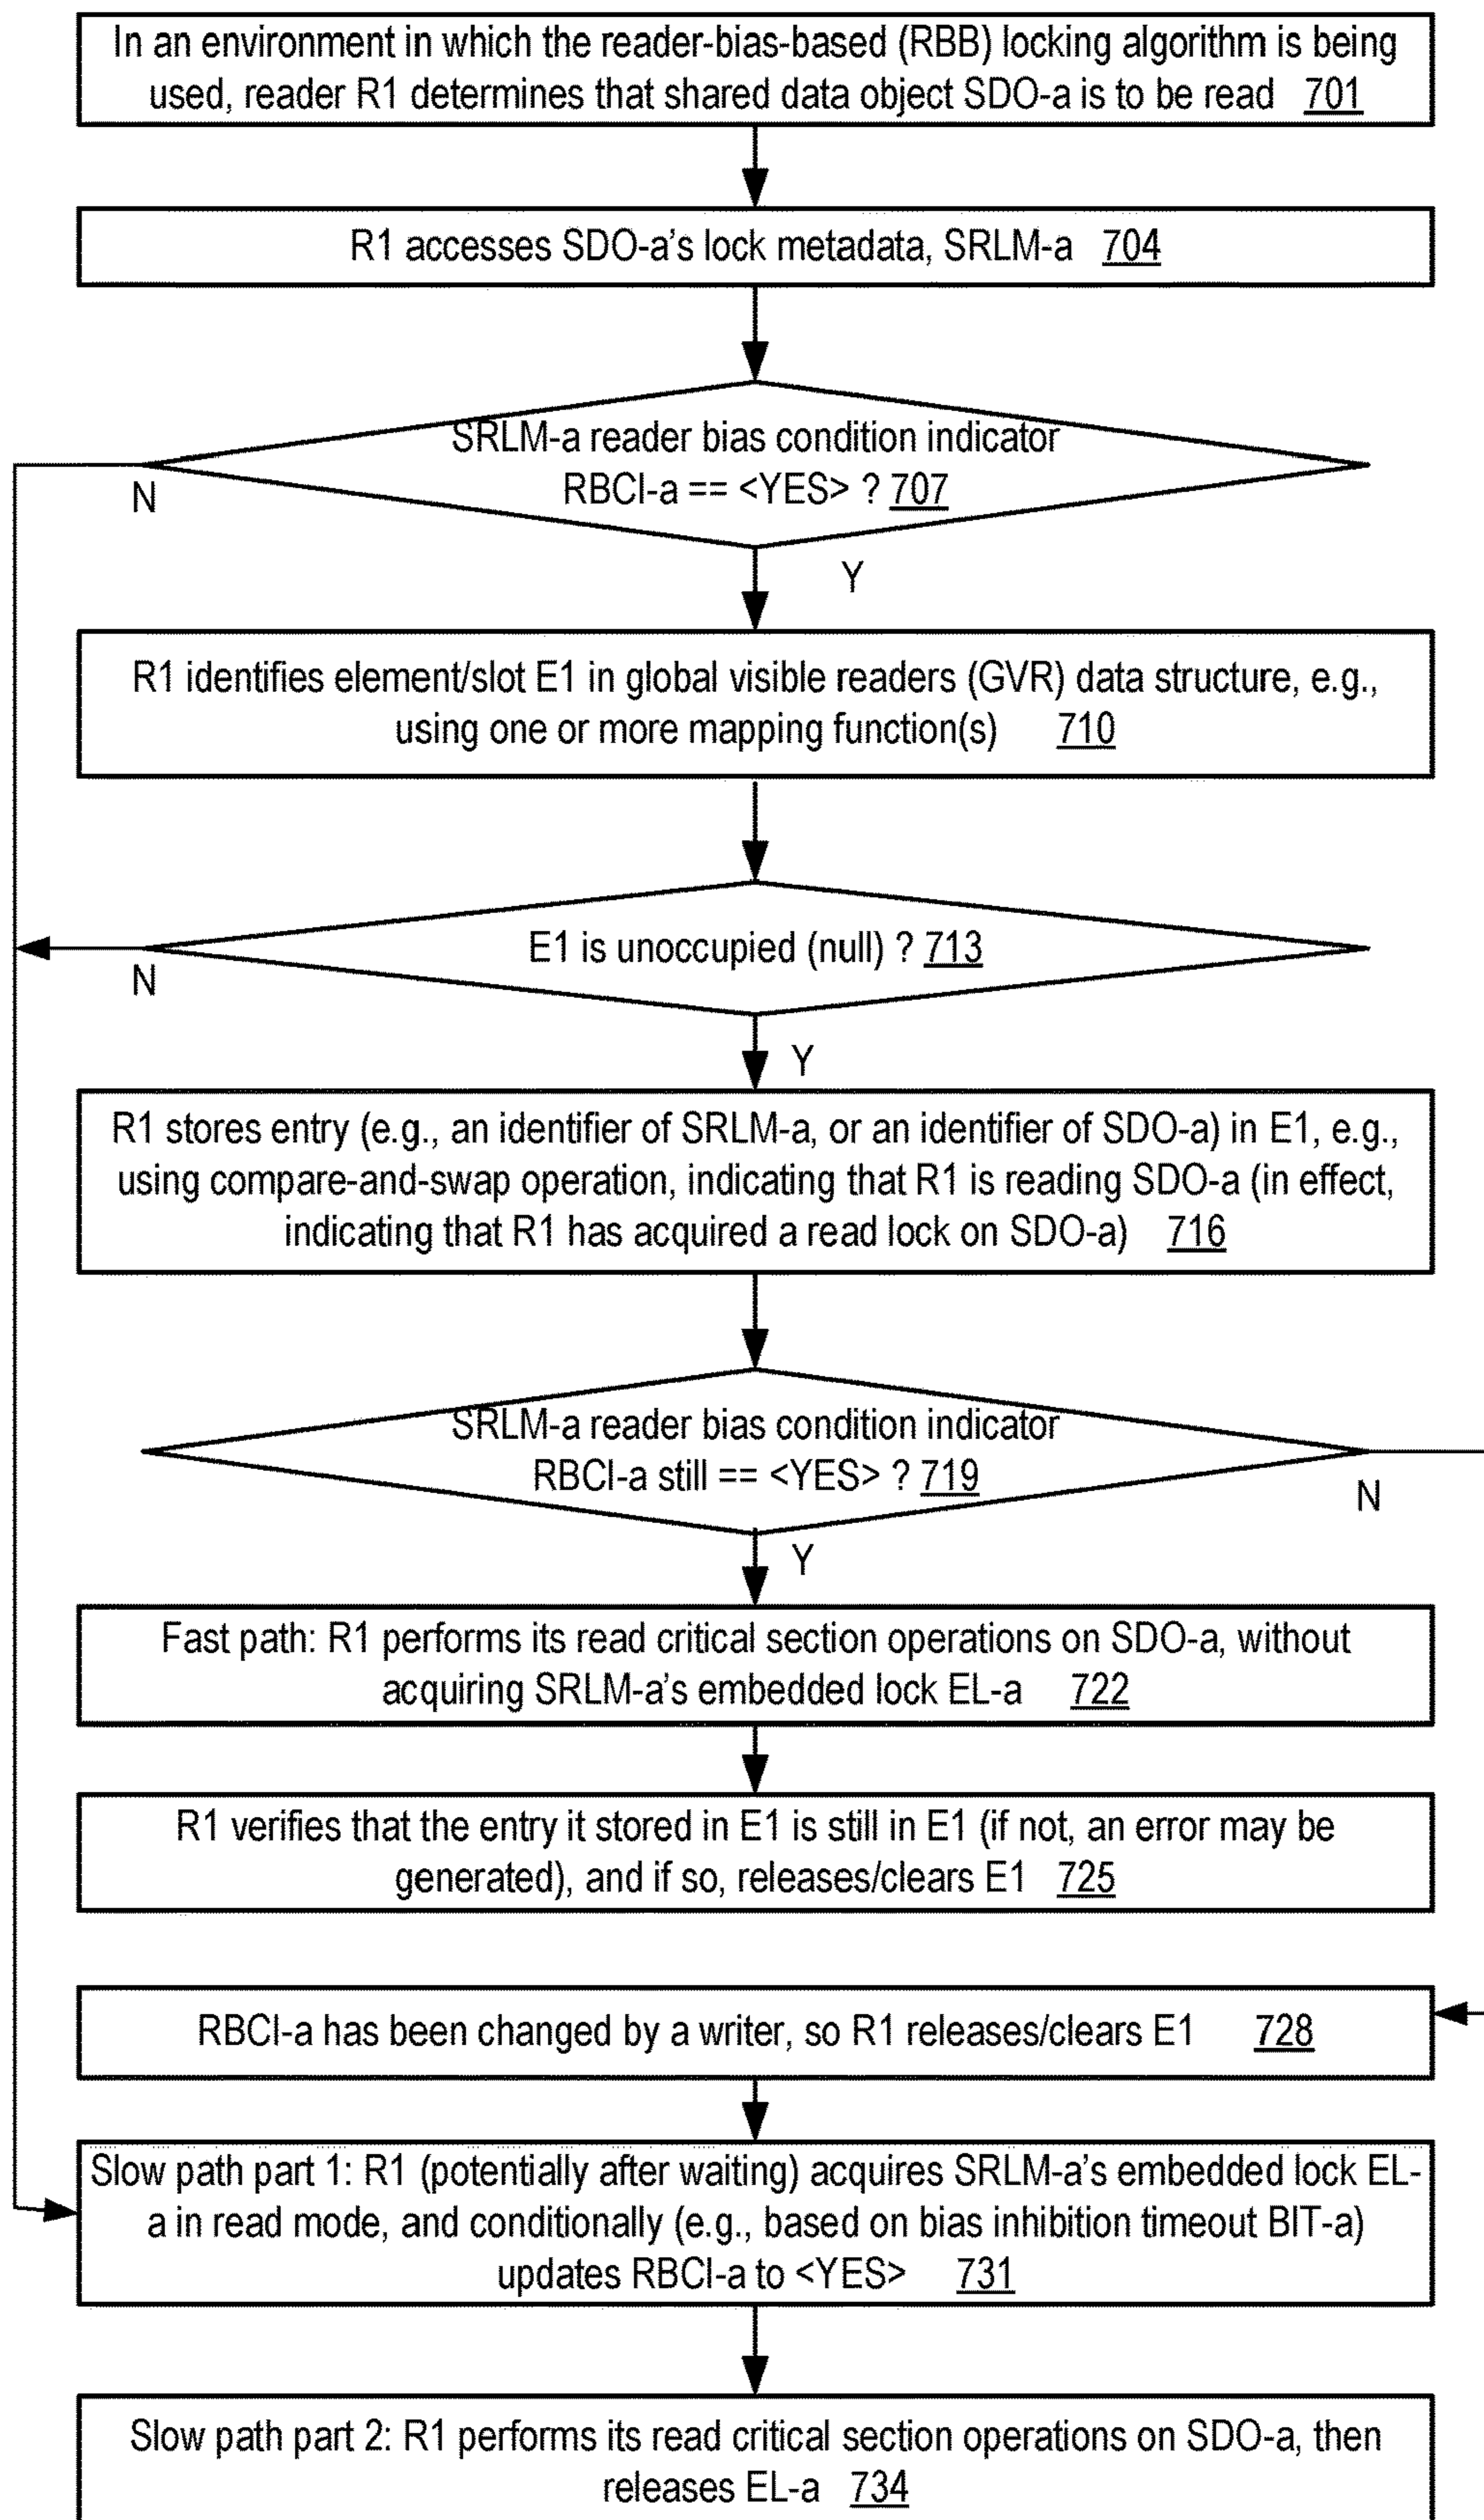 In an environment in which the reader-bias-based (RBB) locking algorithm is being
used, reader R1 determines that shared data object SDO-a is to be read 701
R1 accesses SDO-a's lock metadata, SRLM-a 704
SRLM-a reader bias condition indicator
RBCI-a == <YES> ? 707
N
Y
R1 identifies element/slot E1 in global visible readers (GVR) data structure, e.g.,
using one or more mapping function(s) 710
E1 is unoccupied (null) ? 713
N
Y
R1 stores entry (e.g., an identifier of SRLM-a, or an identifier of SDO-a) in E1, e.g.,
using compare-and-swap operation, indicating that R1 is reading SDO-a (in effect,
indicating that R1 has acquired a read lock on SDO-a) 716
SRLM-a reader bias condition indicator
RBCI-a still == <YES> ? 719
N
Y
Fast path: R1 performs its read critical section operations on SDO-a, without
acquiring SRLM-a's embedded lock EL-a 722
R1 verifies that the entry it stored in E1 is still in E1 (if not, an error may be
generated), and if so, releases/clears E1 725
RBCI-a has been changed by a writer, so R1 releases/clears E1 728
Slow path part 1: R1 (potentially after waiting) acquires SRLM-a's embedded lock EL-
a in read mode, and conditionally (e.g., based on bias inhibition timeout BIT-a)
updates RBCI-a to <YES> 731
Slow path part 2: R1 performs its read critical section operations on SDO-a, then
releases EL-a 734